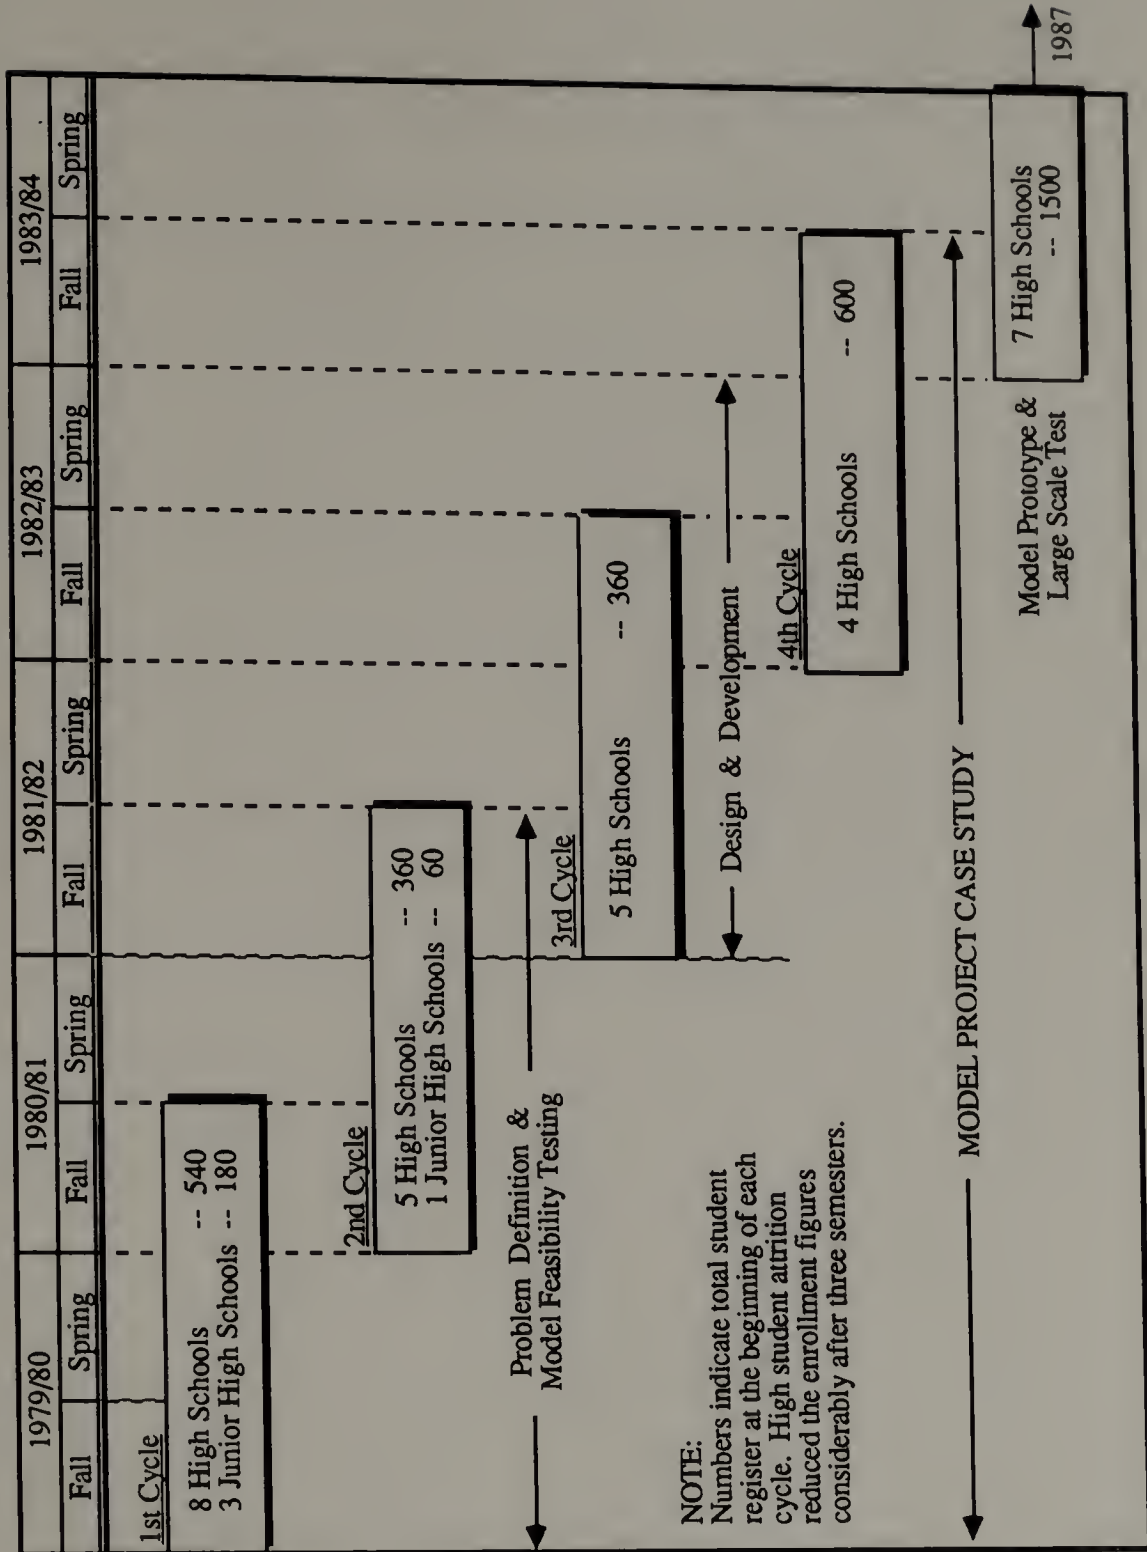 1979/80 1980/81 1981/82 1982/83 1983/84
Fall Spring Fall Spring Fall Spring Fall Spring Fall Spring
1st Cycle
8 High Schools -- 540
3 Junior High Schools -- 180
2nd Cycle
5 High Schools -- 360
1 Junior High Schools -- 60
Problem Definition &
Model Feasibility Testing
3rd Cycle
5 High Schools -- 360
Design & Development
4th Cycle
4 High Schools -- 600
NOTE:
Numbers indicate total student
register at the beginning of each
cycle. High student attrition
reduced the enrollment figures
considerably after three semesters.
MODEL PROJECT CASE STUDY
7 High Schools
-- 1500
Model Prototype &
Large Scale Test
1987